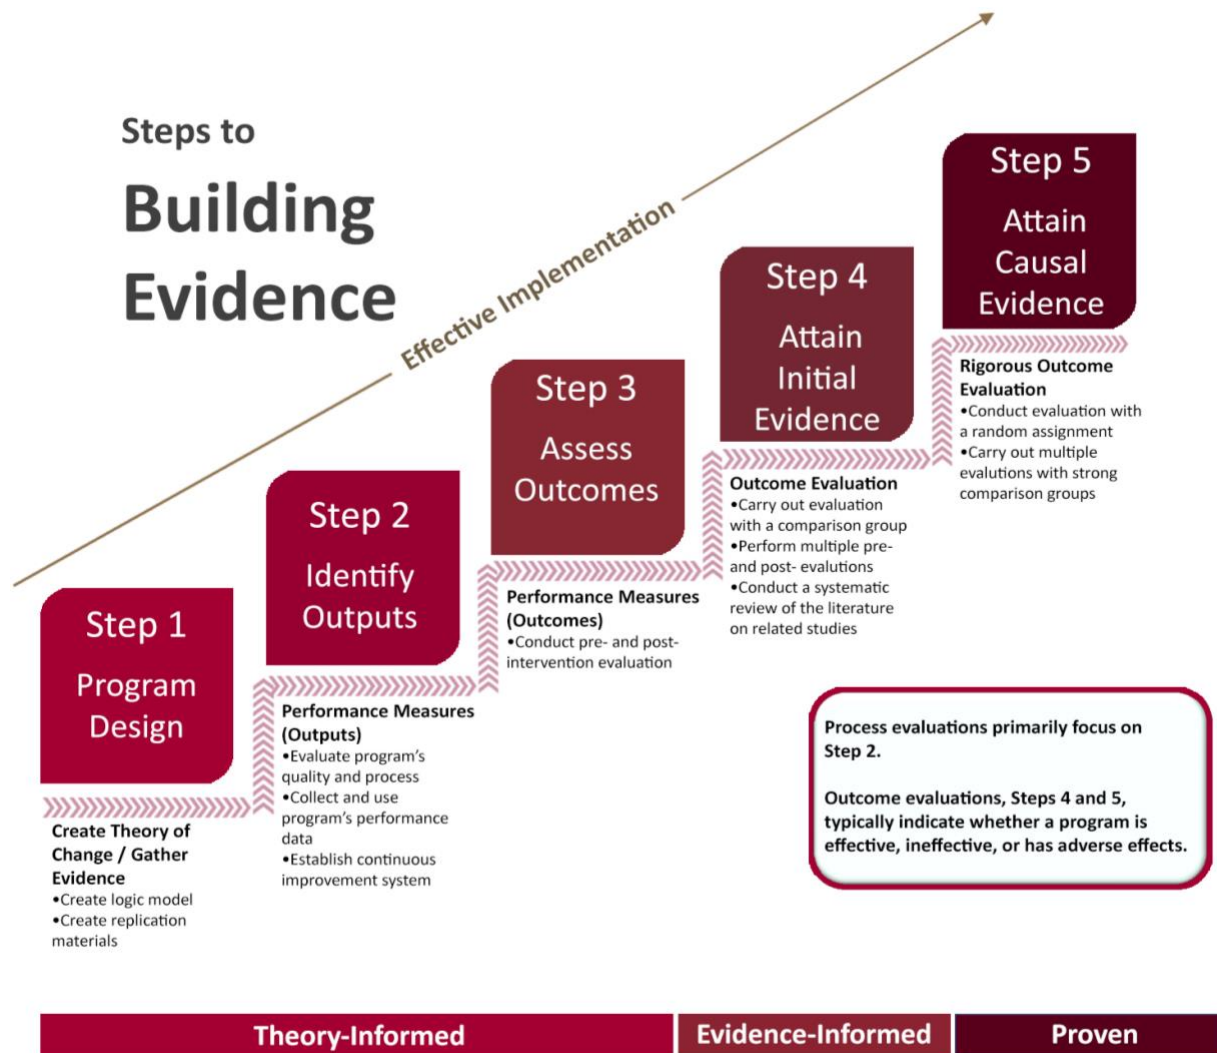 Steps to
Building
Evidence
Effective Implementation
Step 1
Program
Design
Create Theory of
Change / Gather
Evidence
•Create logic model
•Create replication
materials
Step 2
Identify
Outputs
Performance Measures
(Outputs)
•Evaluate program's
quality and process
•Collect and use
program's performance
data
•Establish continuous
improvement system
Step 3
Assess
Outcomes
Performance Measures
(Outcomes)
•Conduct pre- and post-
intervention evaluation
Step 4
Attain
Initial
Evidence
Outcome Evaluation
•Carry out evaluation
with a comparison group
•Perform multiple pre-
and post- evalutions
•Conduct a systematic
review of the literature
on related studies
Step 5
Attain
Causal
Evidence
Rigorous Outcome
Evaluation
•Conduct evaluation with
a random assignment
•Carry out multiple
evalutions with strong
comparison groups
Process evaluations primarily focus on
Step 2.
Outcome evaluations, Steps 4 and 5,
typically indicate whether a program is
effective, ineffective, or has adverse effects.
Theory-Informed
Evidence-Informed
Proven